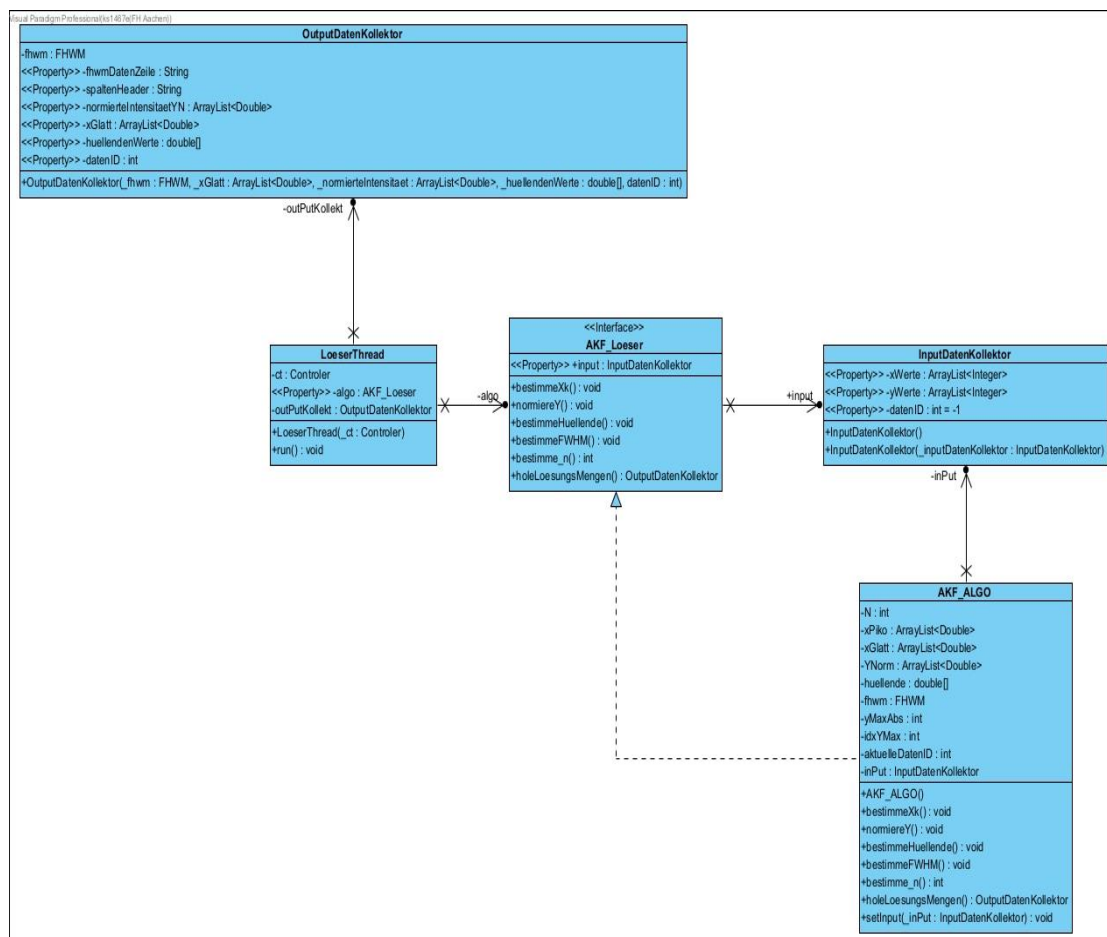 Visual Paradigm Professional(ks1467e(FH Aachen))
OutputDatenKollektor
-fhwm : FHWM
<<Property>> -fhwmDatenZeile : String
<<Property>> -spaltenHeader : String
<<Property>> -normierteIntensitaetYN : ArrayList<Double>
<<Property>> -xGlatt : ArrayList<Double>
<<Property>> -huellendenWerte : double[]
<<Property>> -datenID : int
+OutputDatenKollektor(_fhwm : FHWM, _xGlatt : ArrayList<Double>, _normierteIntensitaet : ArrayList<Double>, _huellendenWerte : double[], datenID : int)
-outPutKollekt
LoeserThread
-ct : Controler
<<Property>> -algo : AKF_Loeser
-outPutKollekt : OutputDatenKollektor
+LoeserThread(_ct : Controler)
+run() : void
-algo
<<Interface>>
AKF_Loeser
<<Property>> +input : InputDatenKollektor
+bestimmeXk() : void
+normiereY() : void
+bestimmeHuellende() : void
+bestimmeFWHM() : void
+bestimme_n() : int
+holeLoesungsMengen() : OutputDatenKollektor
+input
InputDatenKollektor
<<Property>> -xWerte : ArrayList<Integer>
<<Property>> -yWerte : ArrayList<Integer>
<<Property>> -datenID : int = -1
+InputDatenKollektor()
+InputDatenKollektor(_inputDatenKollektor : InputDatenKollektor)
-inPut
AKF_ALGO
-N : int
-xPiko : ArrayList<Double>
-xGlatt : ArrayList<Double>
-YNorm : ArrayList<Double>
-huellende : double[]
-fhwm : FHWM
-yMaxAbs : int
-idxYMax : int
-aktuelleDatenID : int
-inPut : InputDatenKollektor
+AKF_ALGO()
+bestimmeXk() : void
+normiereY() : void
+bestimmeHuellende() : void
+bestimmeFWHM() : void
+bestimme_n() : int
+holeLoesungsMengen() : OutputDatenKollektor
+setInput(_inPut : InputDatenKollektor) : void